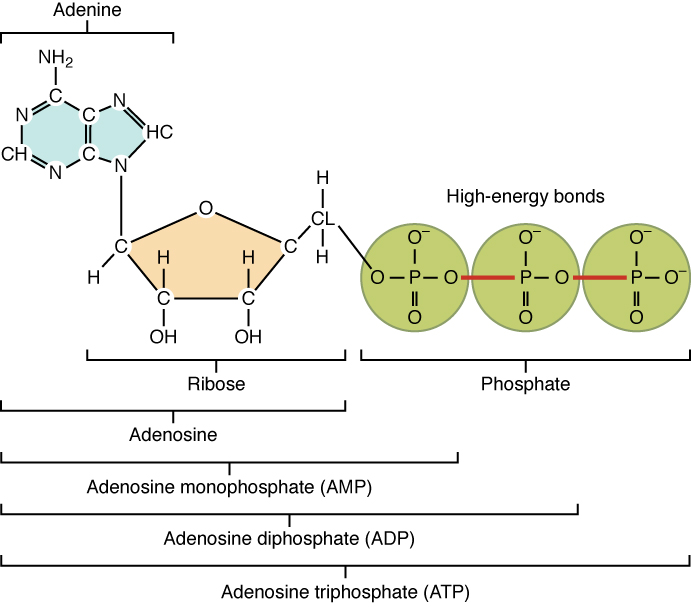 Adenine
NH2
N
C
C
N
HC
CH
N
C
N
O
H
CL
H
High-energy bonds
C
C
H
H
H
C
C
OH
OH
O⁻
O⁻
O⁻
O P O P O P O⁻
O
O
O
Ribose
Phosphate
Adenosine
Adenosine monophosphate (AMP)
Adenosine diphosphate (ADP)
Adenosine triphosphate (ATP)